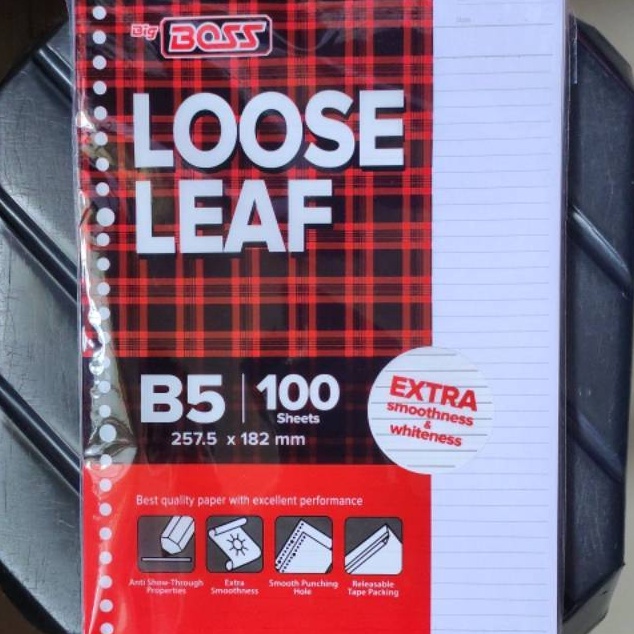 Big BOSS
LOOSE
LEAF
B5 | 100
Sheets
257.5 x 182 mm
EXTRA
smoothness
&
whiteness
Best quality paper with excellent performance
Anti Show-Through
Properties
Extra
Smoothness
Smooth Punching
Hole
Releasable
Tape Packing